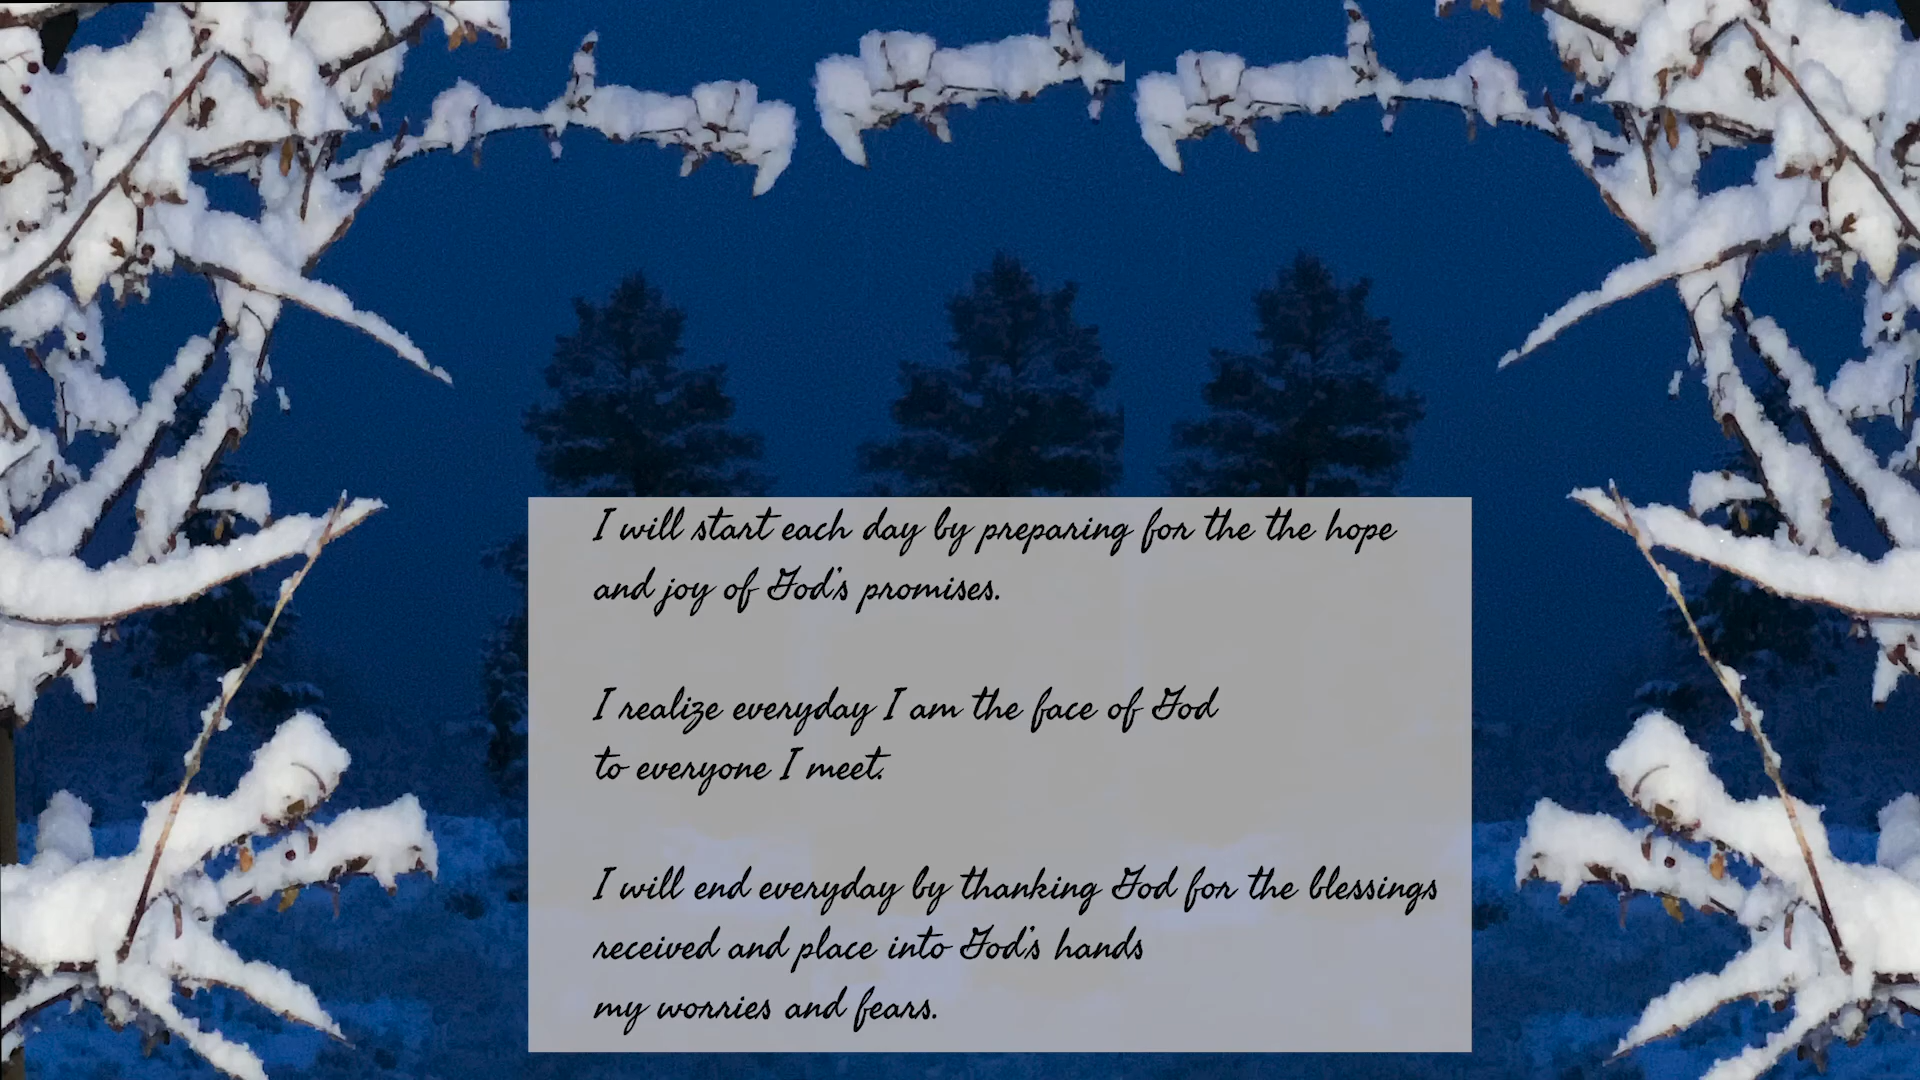 I will start each day by preparing for the the hope
and joy of God's promises.
I realize everyday I am the face of God
to everyone I meet.
I will end everyday by thanking God for the blessings
received and place into God's hands
my worries and fears.